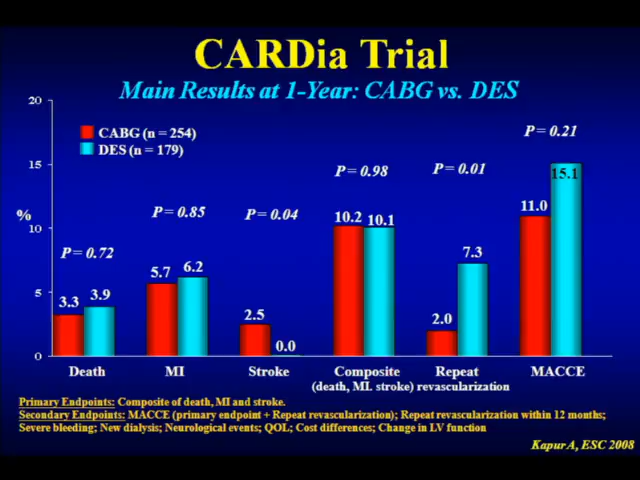 CARDia Trial
Main Results at 1-Year: CABG vs. DES
20
15
%
10
5
0
CABG (n = 254)
DES (n = 179)
P = 0.72
P = 0.85
P = 0.04
P = 0.98
P = 0.01
P = 0.21
3.3
3.9
5.7
6.2
2.5
0.0
10.2
10.1
2.0
7.3
11.0
15.1
Death
MI
Stroke
Composite
(death, MI. stroke)
Repeat
revascularization
MACCE
Primary Endpoints: Composite of death, MI and stroke.
Secondary Endpoints: MACCE (primary endpoint + Repeat revascularization); Repeat revascularization within 12 months;
Severe bleeding; New dialysis; Neurological events; QOL; Cost differences; Change in LV function
Kapur A, ESC 2008